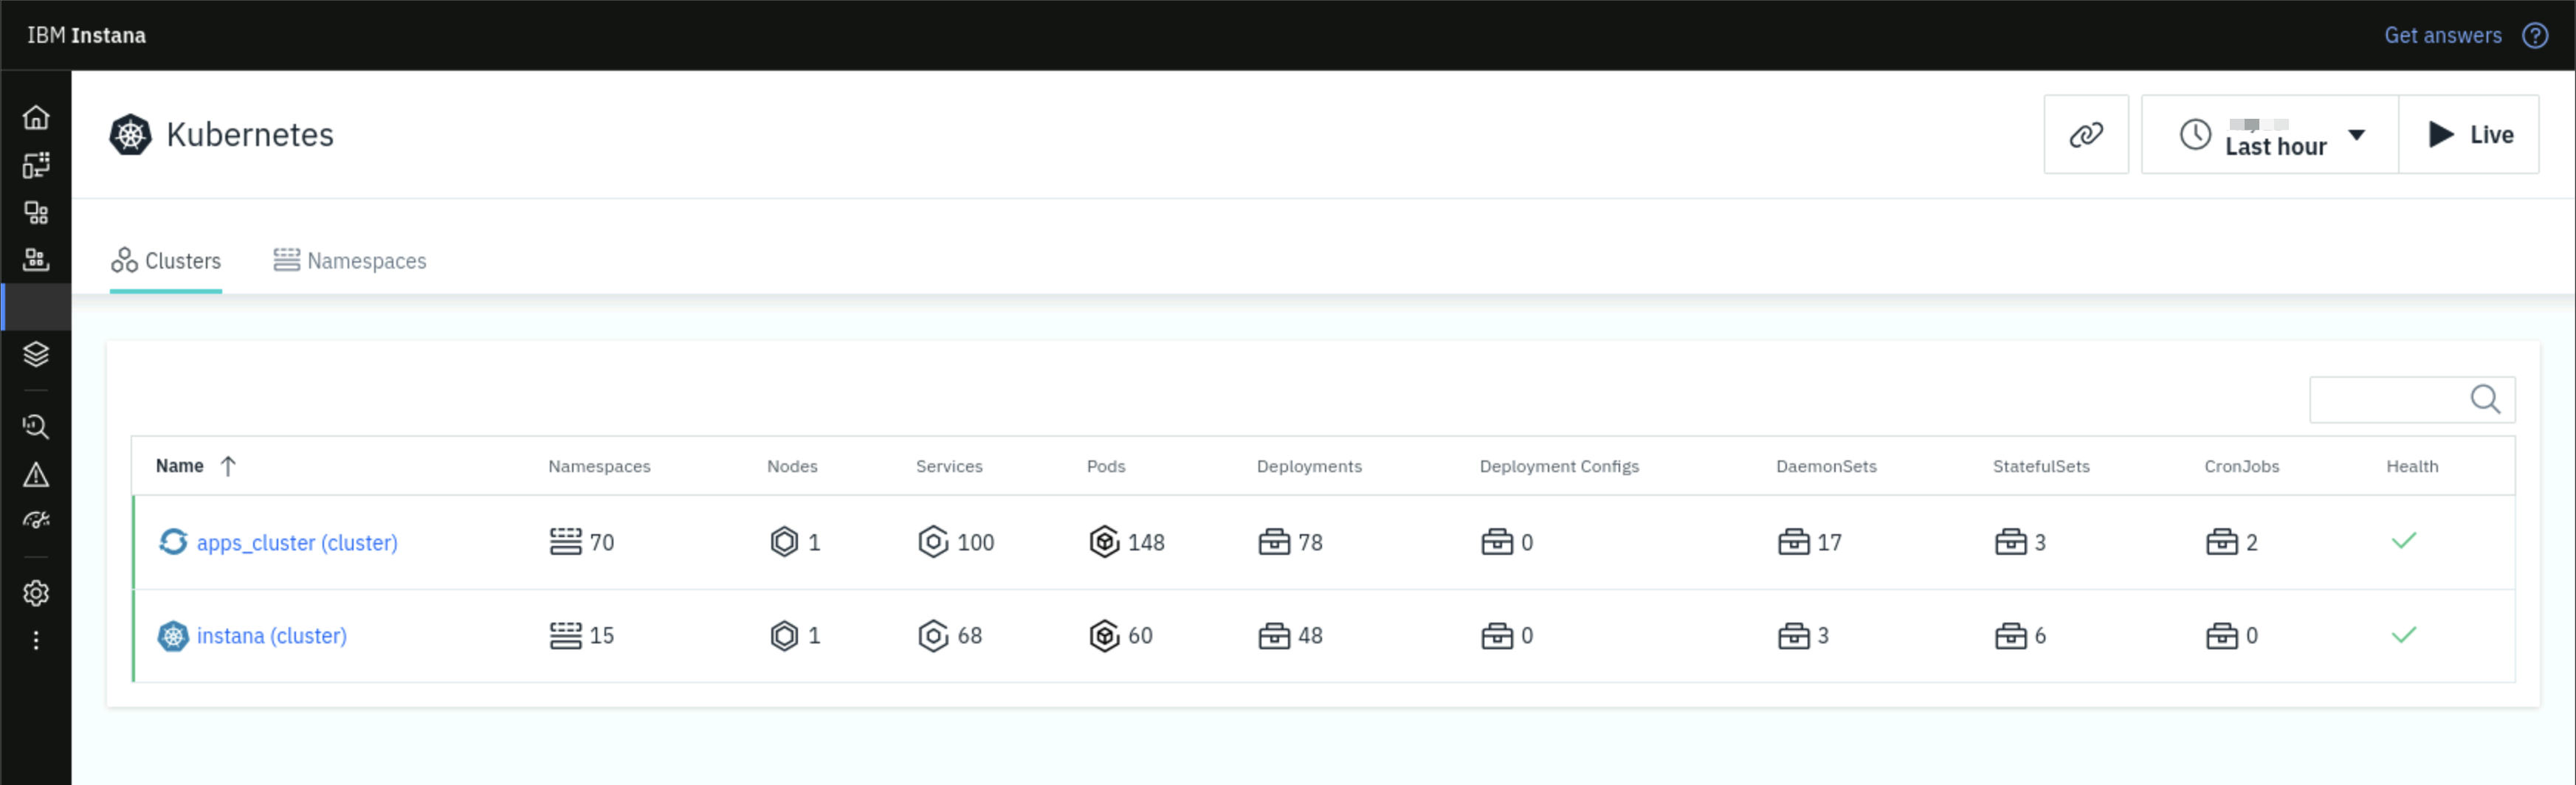 IBM Instana
Get answers
Kubernetes
Last hour
Live
Clusters
Namespaces
Name Namespaces Nodes Services Pods Deployments Deployment Configs DaemonSets StatefulSets CronJobs Health
apps_cluster (cluster) 70 1 100 148 78 0 17 3 2
instana (cluster) 15 1 68 60 48 0 3 6 0